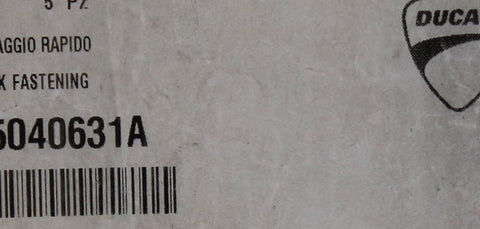 5 PZ
AGGIO RAPIDO
K FASTENING
5040631A
DUCA